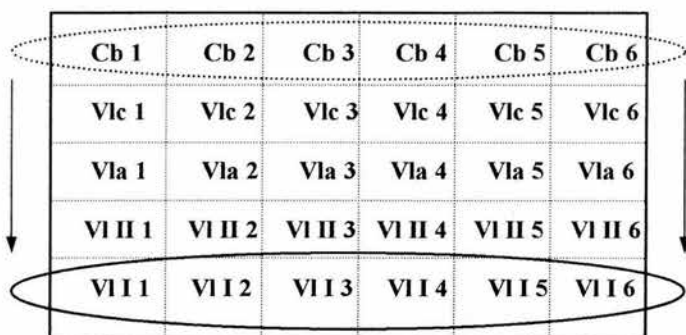 Cb 1 Cb 2 Cb 3 Cb 4 Cb 5 Cb 6
Vlc 1 Vlc 2 Vlc 3 Vlc 4 Vlc 5 Vlc 6
Vla 1 Vla 2 Vla 3 Vla 4 Vla 5 Vla 6
Vl II 1 Vl II 2 Vl II 3 Vl II 4 Vl II 5 Vl II 6
Vl I 1 Vl I 2 Vl I 3 Vl I 4 Vl I 5 Vl I 6